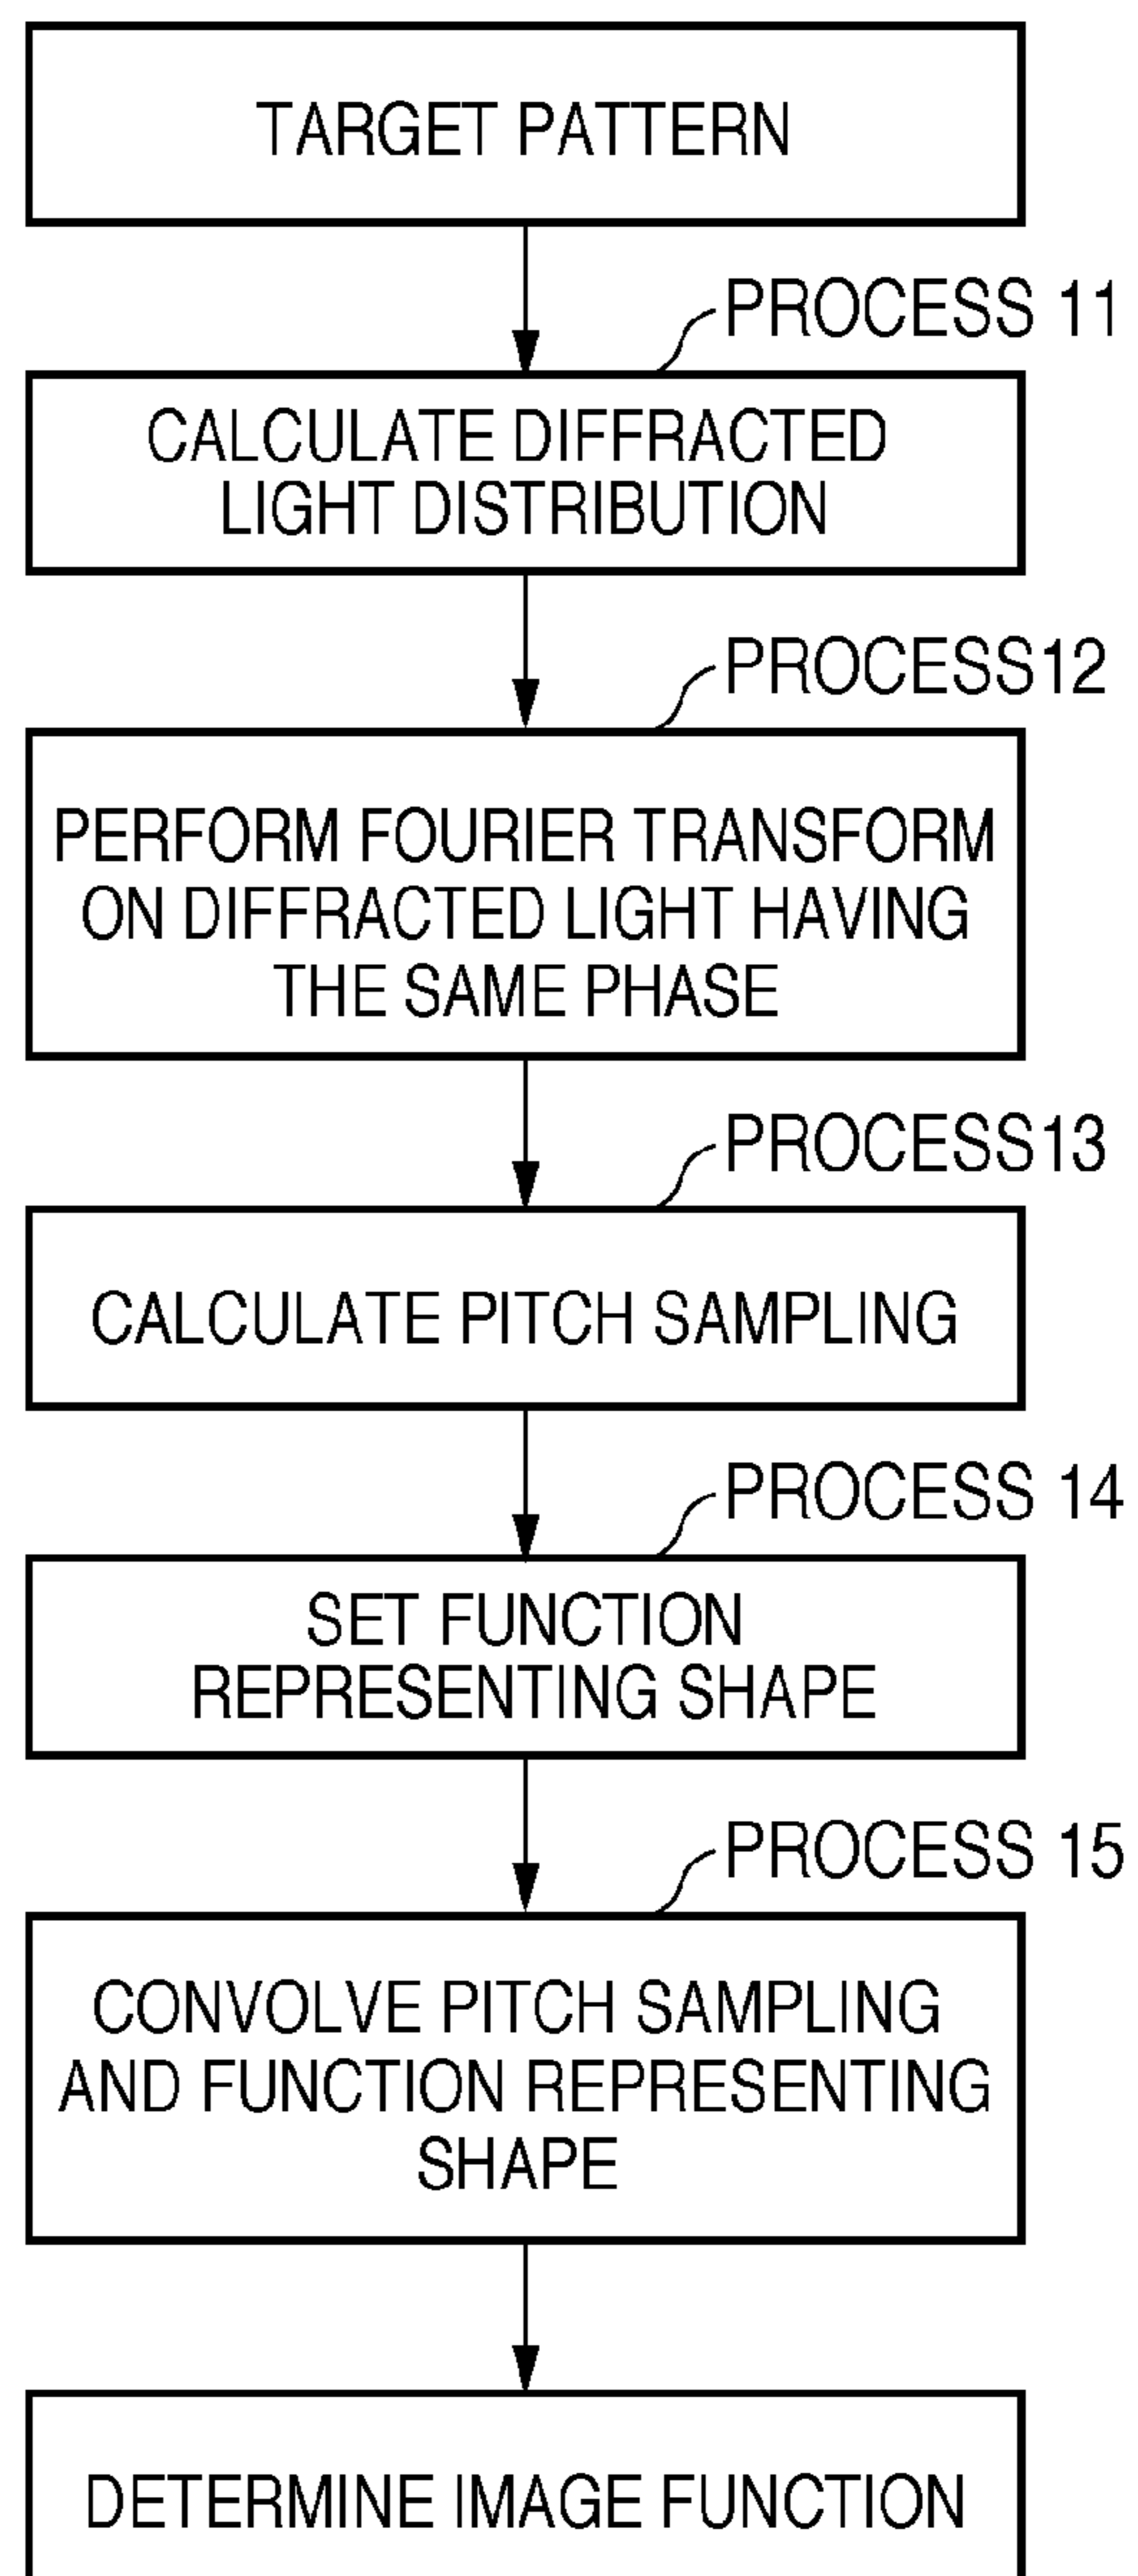 TARGET PATTERN
PROCESS 11
CALCULATE DIFFRACTED
LIGHT DISTRIBUTION
PROCESS12
PERFORM FOURIER TRANSFORM
ON DIFFRACTED LIGHT HAVING
THE SAME PHASE
PROCESS13
CALCULATE PITCH SAMPLING
PROCESS 14
SET FUNCTION
REPRESENTING SHAPE
PROCESS 15
CONVOLVE PITCH SAMPLING
AND FUNCTION REPRESENTING
SHAPE
DETERMINE IMAGE FUNCTION